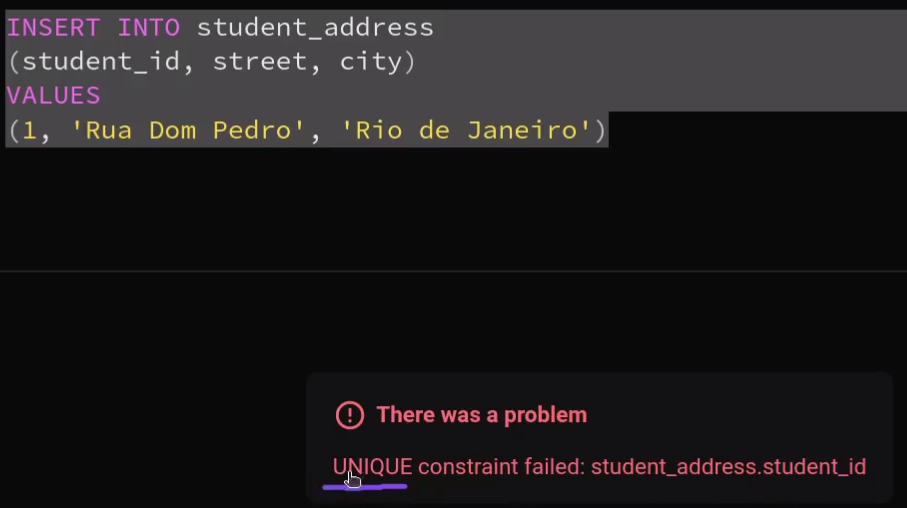 INSERT INTO student_address
(student_id, street, city)
VALUES
(1, 'Rua Dom Pedro', 'Rio de Janeiro')
There was a problem
UNIQUE constraint failed: student_address.student_id